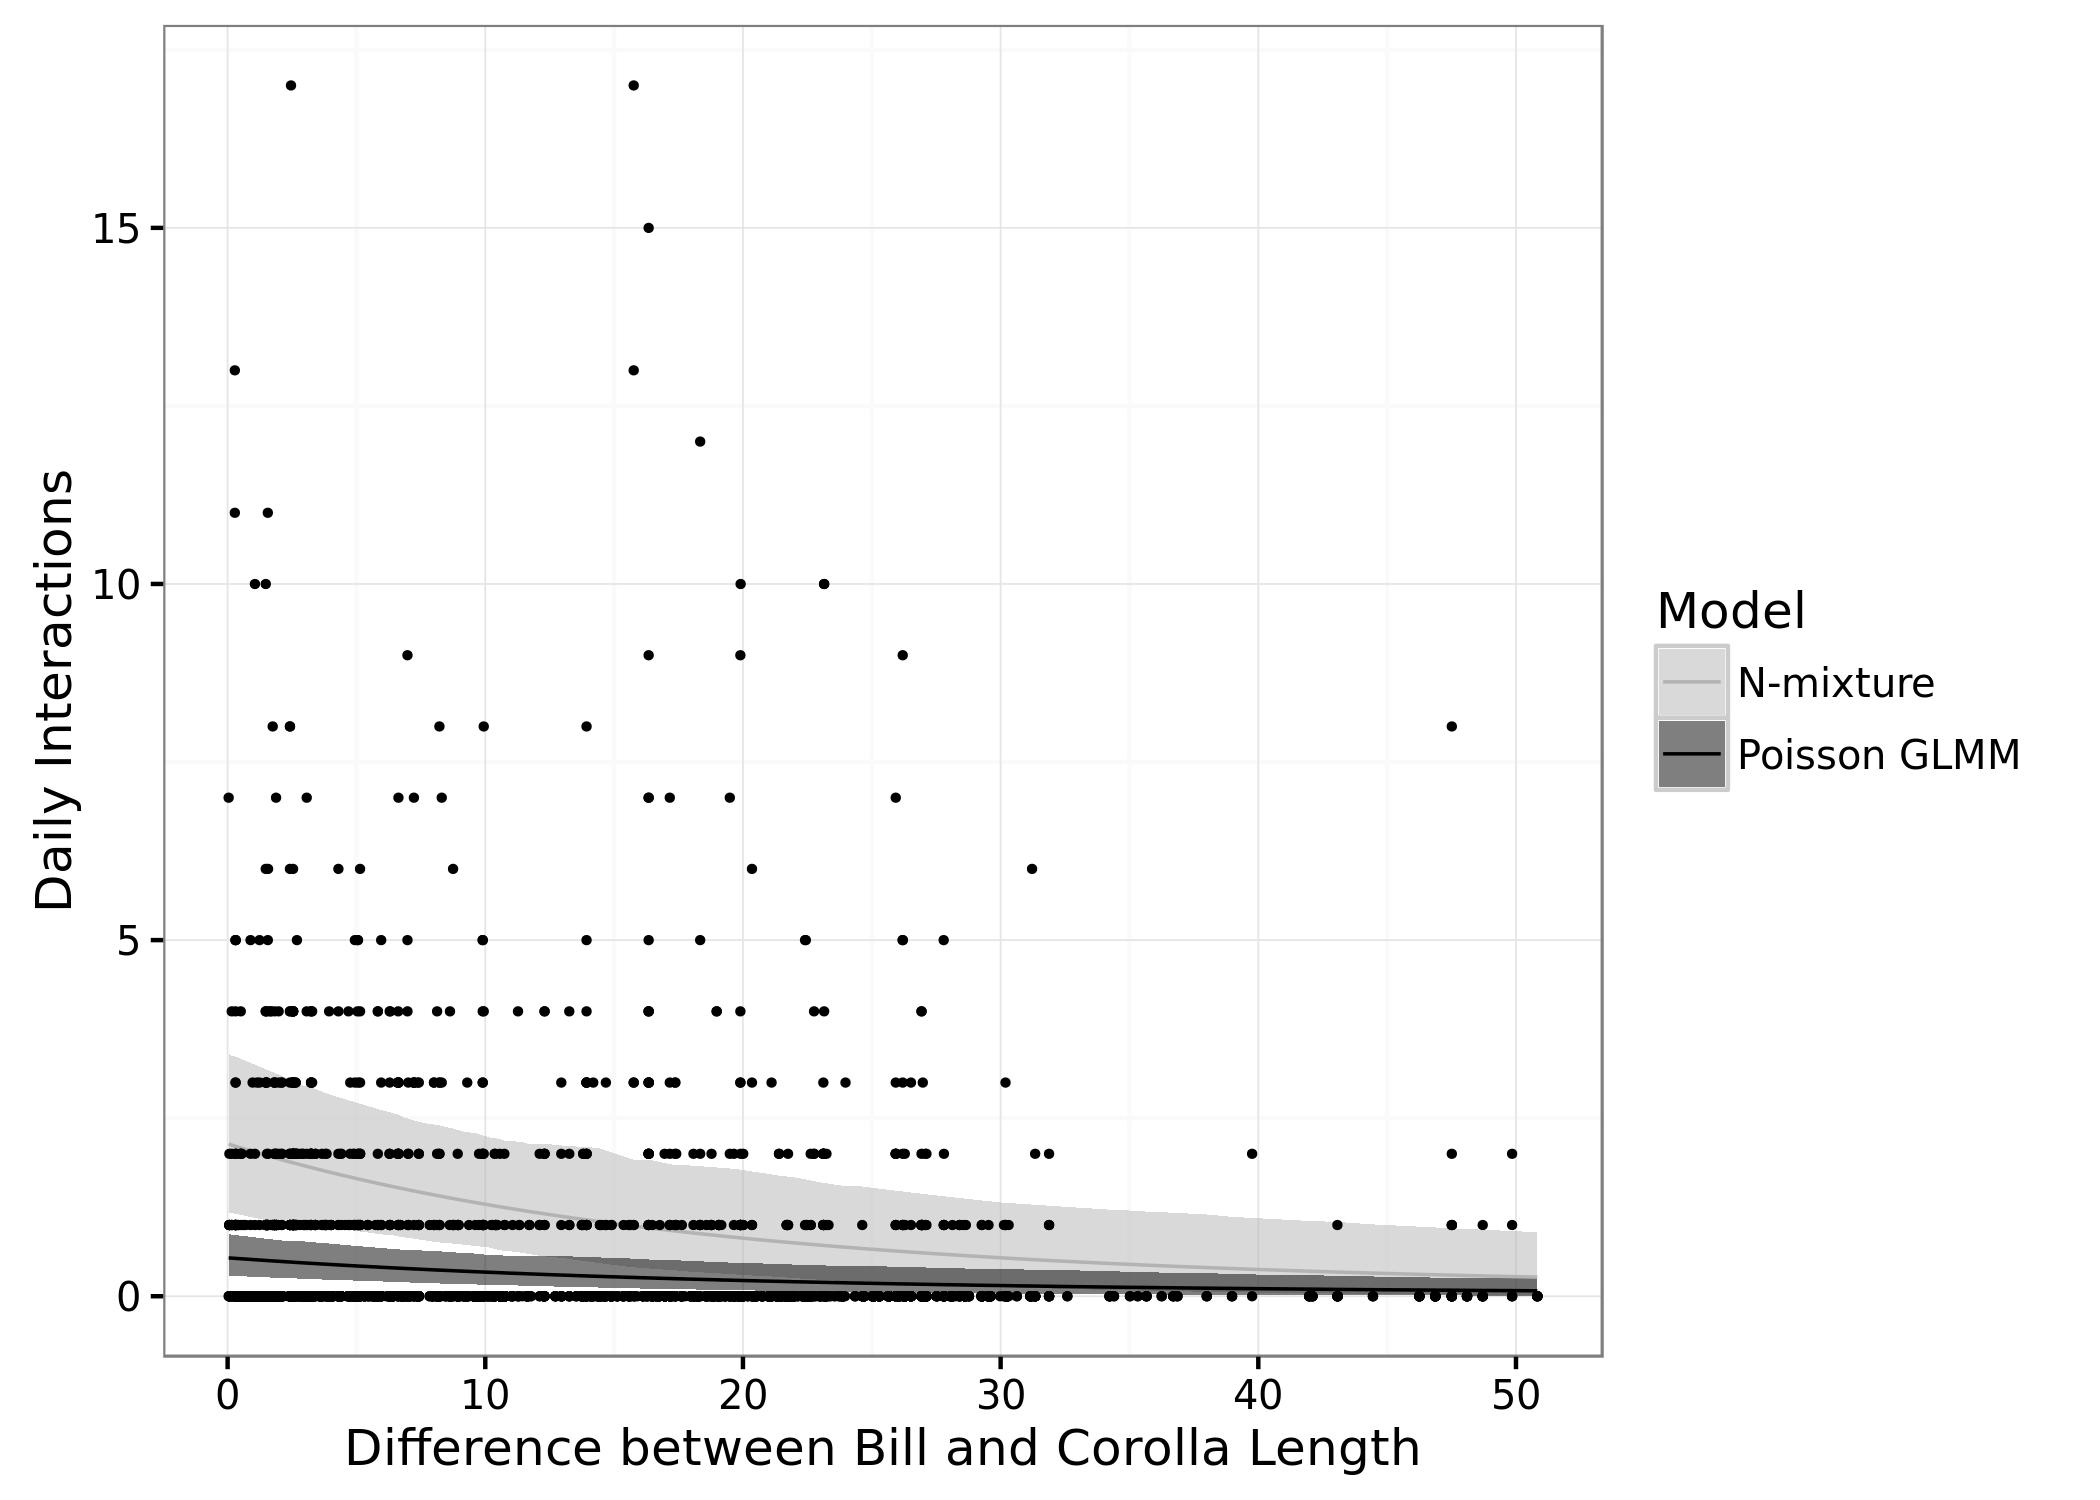 Daily Interactions
15
10
5
0
0 10 20 30 40 50
Difference between Bill and Corolla Length
Model
N-mixture
Poisson GLMM